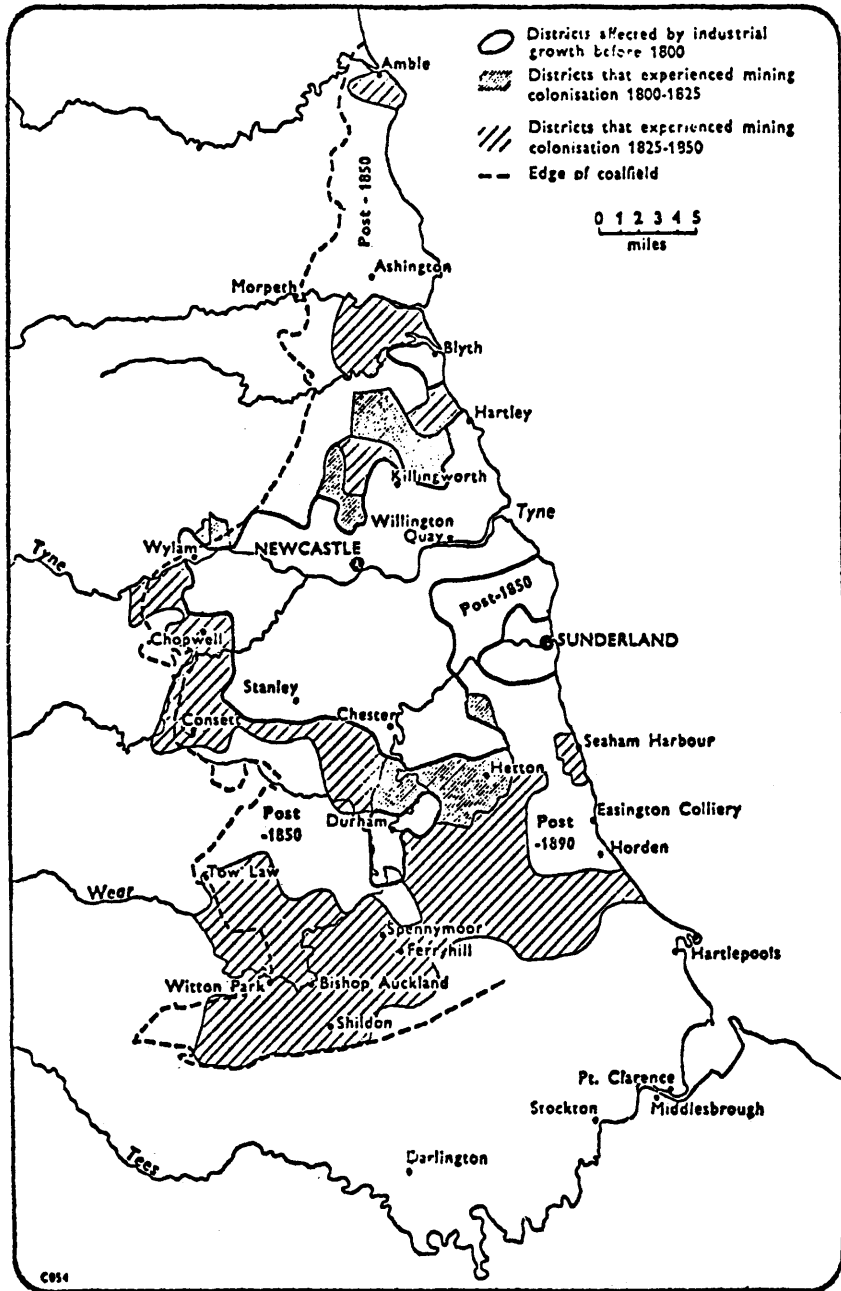 Districts affected by industrial
growth before 1800
Districts that experienced mining
colonisation 1800-1825
Districts that experienced mining
colonisation 1825-1850
Edge of coalfield
0 1 2 3 4 5
miles
Amble
Post - 1850
Ashington
Morpeth
Blyth
Hartley
Killingworth
Tyne
Willington
Quay
Wylam
NEWCASTLE
Tyne
Post-1850
SUNDERLAND
Chopwell
Stanley
Chester
Consett
Seaham Harbour
Hetton
Easington Colliery
Post
-1850
Durham
Post
-1890
Horden
Tow Law
Wear
Spennymoor
Ferryhill
Hartlepools
Witton Park
Bishop Auckland
Shildon
Pt. Clarence
Middlesbrough
Stockton
Tees
Darlington
C054